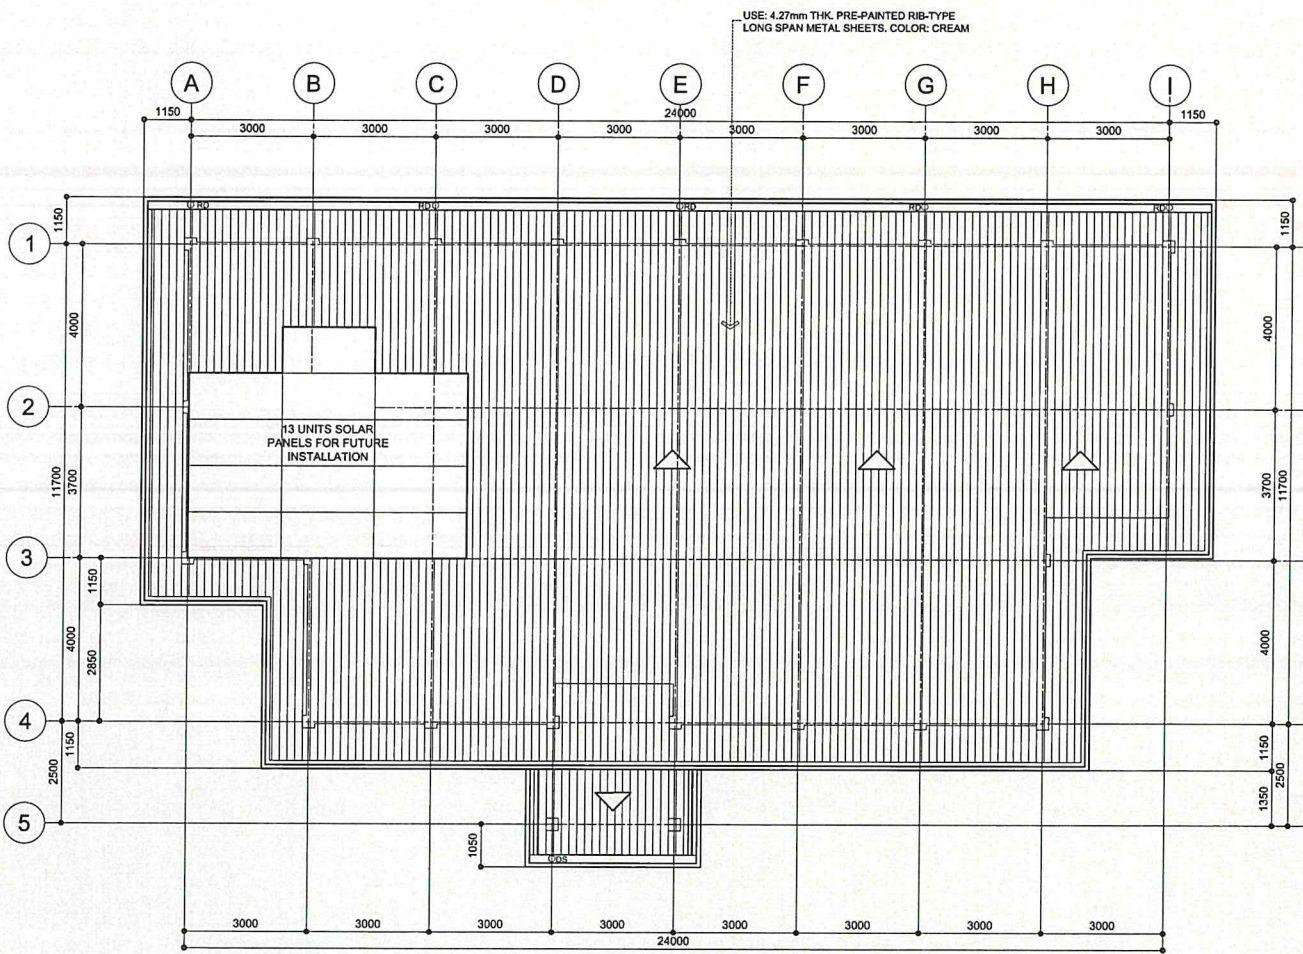 USE: 4.27mm THK. PRE-PAINTED RIB-TYPE
LONG SPAN METAL SHEETS. COLOR: CREAM
A B C D E F G H I
1150 24000 1150
3000 3000 3000 3000 3000 3000 3000 3000
RD RD RD RD RD
1150 1150
1
4000 4000
2
13 UNITS SOLAR
PANELS FOR FUTURE
INSTALLATION
11700 3700 3700 11700
3
1150
4000 2850 4000
4
1150 1150
2500 2500
1350
5
1050
DS
3000 3000 3000 3000 3000 3000 3000 3000
24000